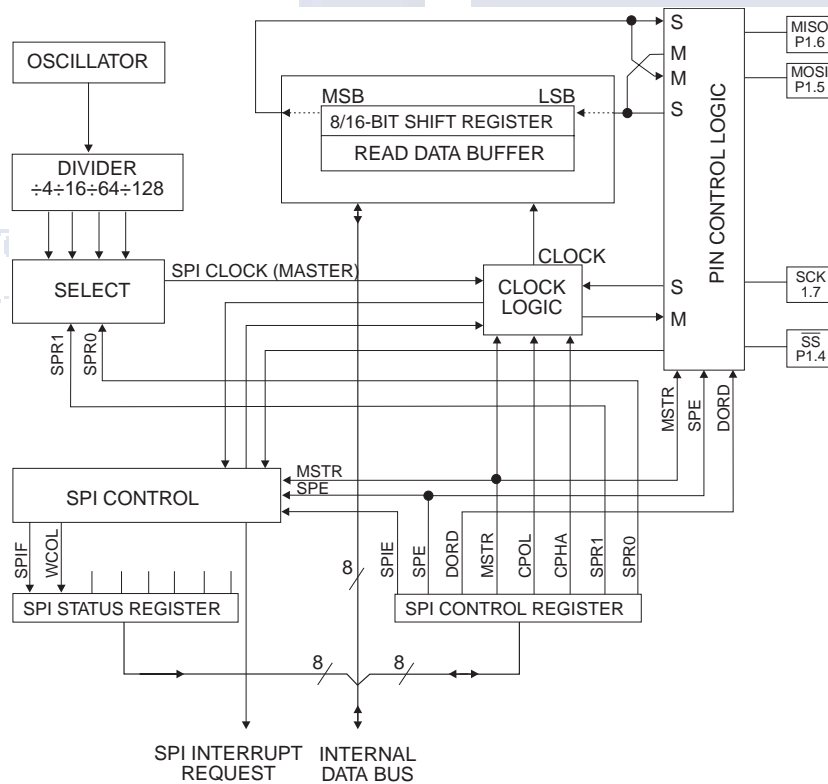 OSCILLATOR
DIVIDER
÷4÷16÷64÷128
SELECT
SPI CLOCK (MASTER)
SPR1
SPR0
MSB
LSB
8/16-BIT SHIFT REGISTER
READ DATA BUFFER
CLOCK
CLOCK
LOGIC
S
M
M
S
S
M
PIN CONTROL LOGIC
MISO
P1.6
MOSI
P1.5
SCK
1.7
SS
P1.4
MSTR
SPE
DORD
SPI CONTROL
MSTR
SPE
SPIF
WCOL
SPI STATUS REGISTER
8
SPIE
SPE
DORD
MSTR
CPOL
CPHA
SPR1
SPR0
SPI CONTROL REGISTER
8
8
SPI INTERRUPT
REQUEST
INTERNAL
DATA BUS